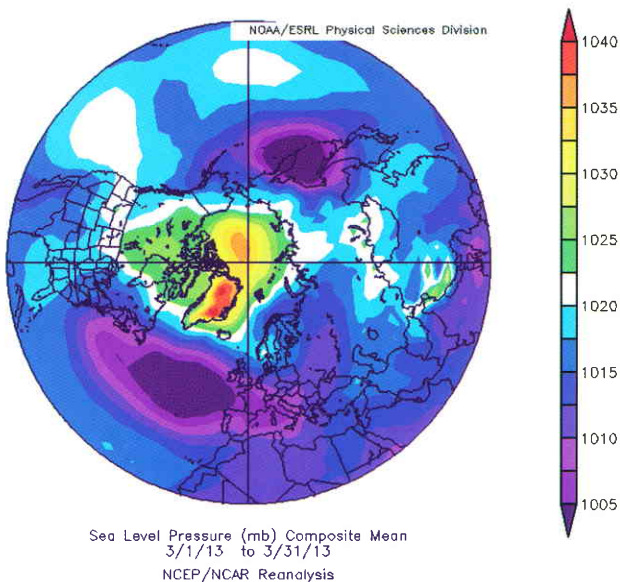 NOAA/ESRL Physical Sciences Division
1040
1035
1030
1025
1020
1015
1010
1005
Sea Level Pressure (mb) Composite Mean
3/1/13 to 3/31/13
NCEP/NCAR Reanalysis